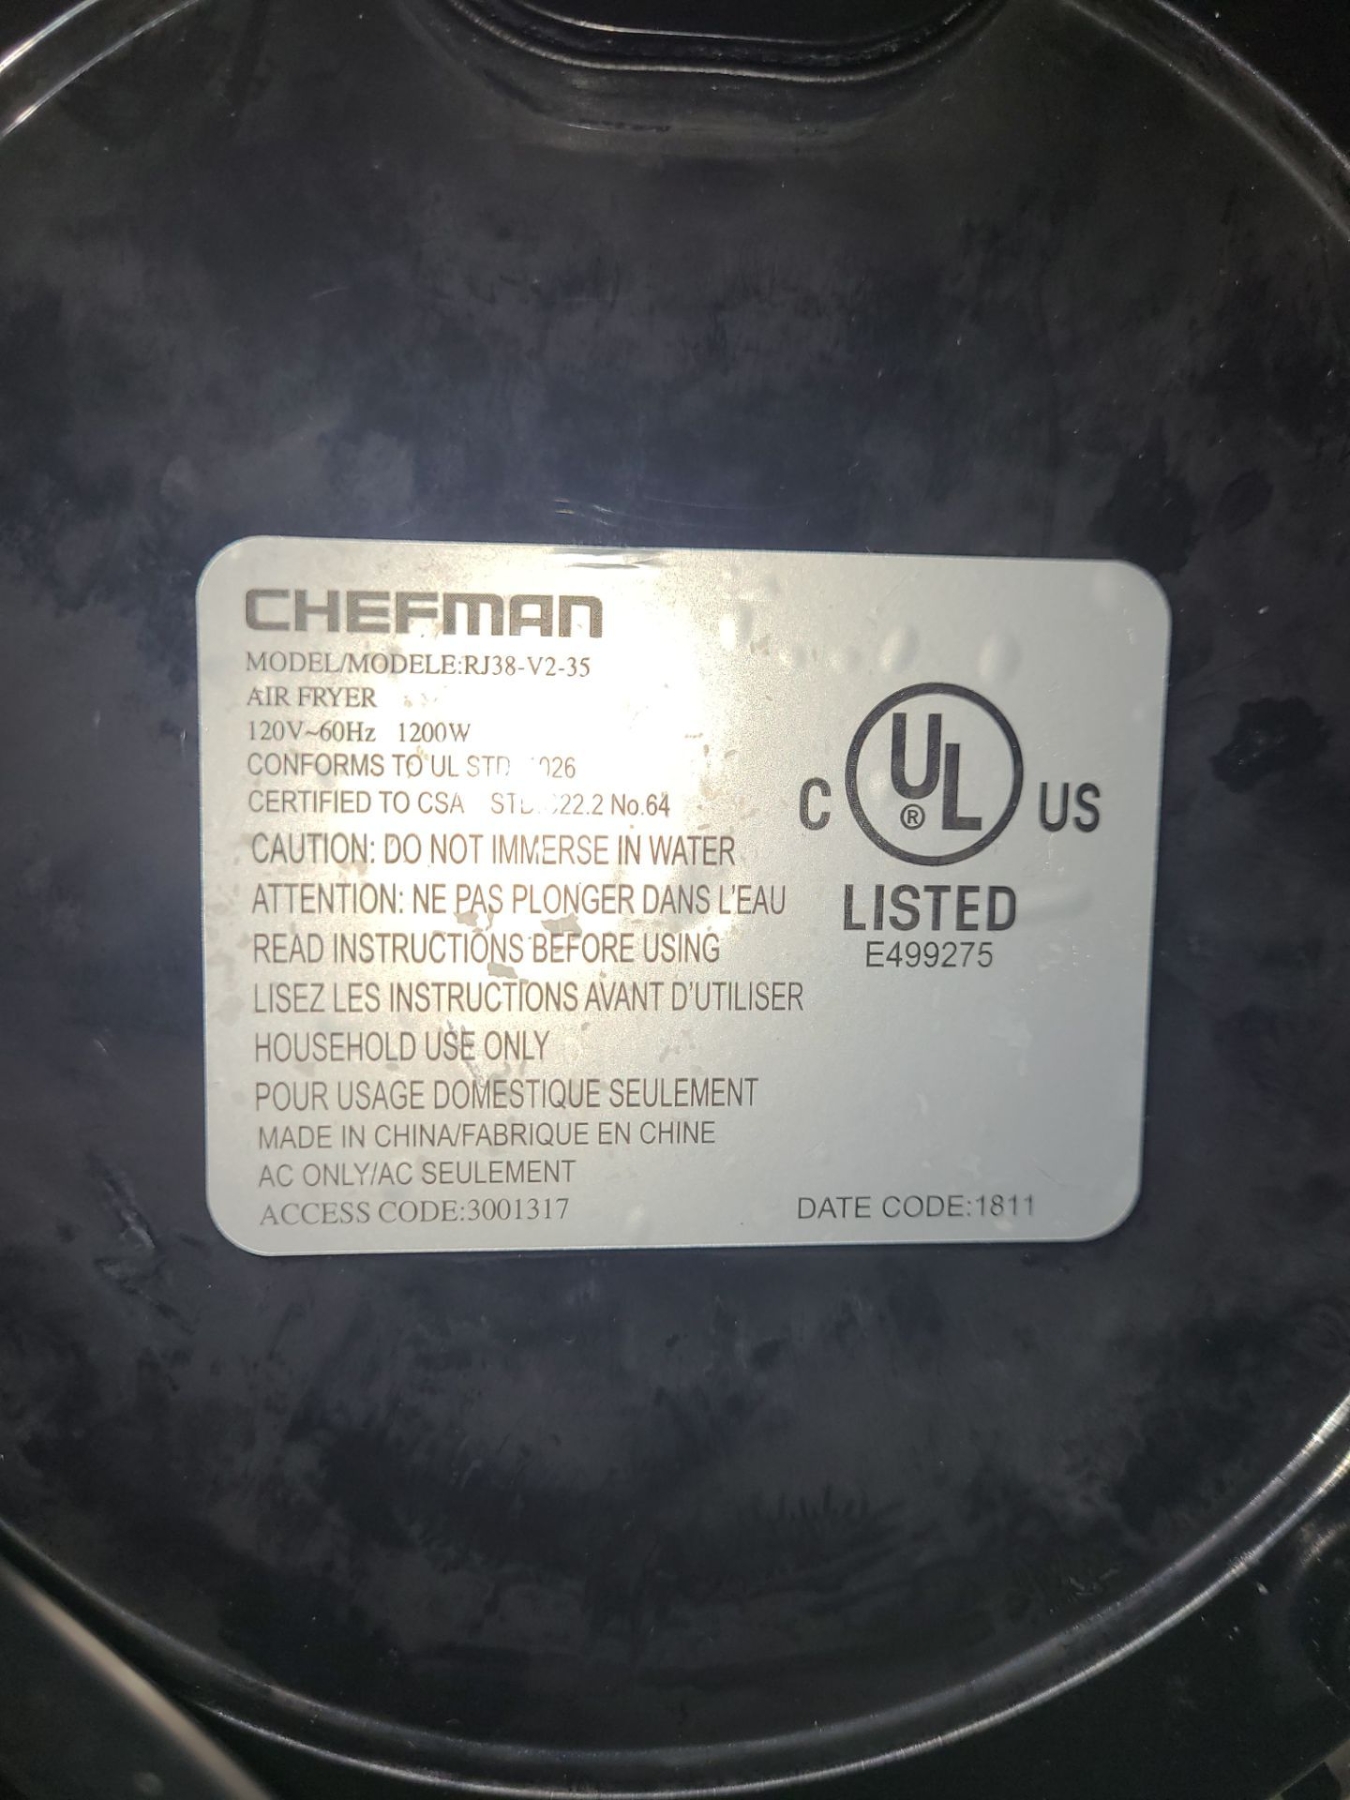 CHEFMAN
MODEL/MODELE:RJ38-V2-35
AIR FRYER
120V~60Hz 1200W
CONFORMS TO UL STD
CERTIFIED TO CSA 22.2 No.64
CAUTION: DO NOT IMMERSE IN WATER
ATTENTION: NE PAS PLONGER DANS L'EAU
READ INSTRUCTIONS BEFORE USING
LISEZ LES INSTRUCTIONS AVANT D'UTILISER
HOUSEHOLD USE ONLY
POUR USAGE DOMESTIQUE SEULEMENT
MADE IN CHINA/FABRIQUE EN CHINE
AC ONLY/AC SEULEMENT
ACCESS CODE:3001317
C UL® US
LISTED
E499275
DATE CODE:1811